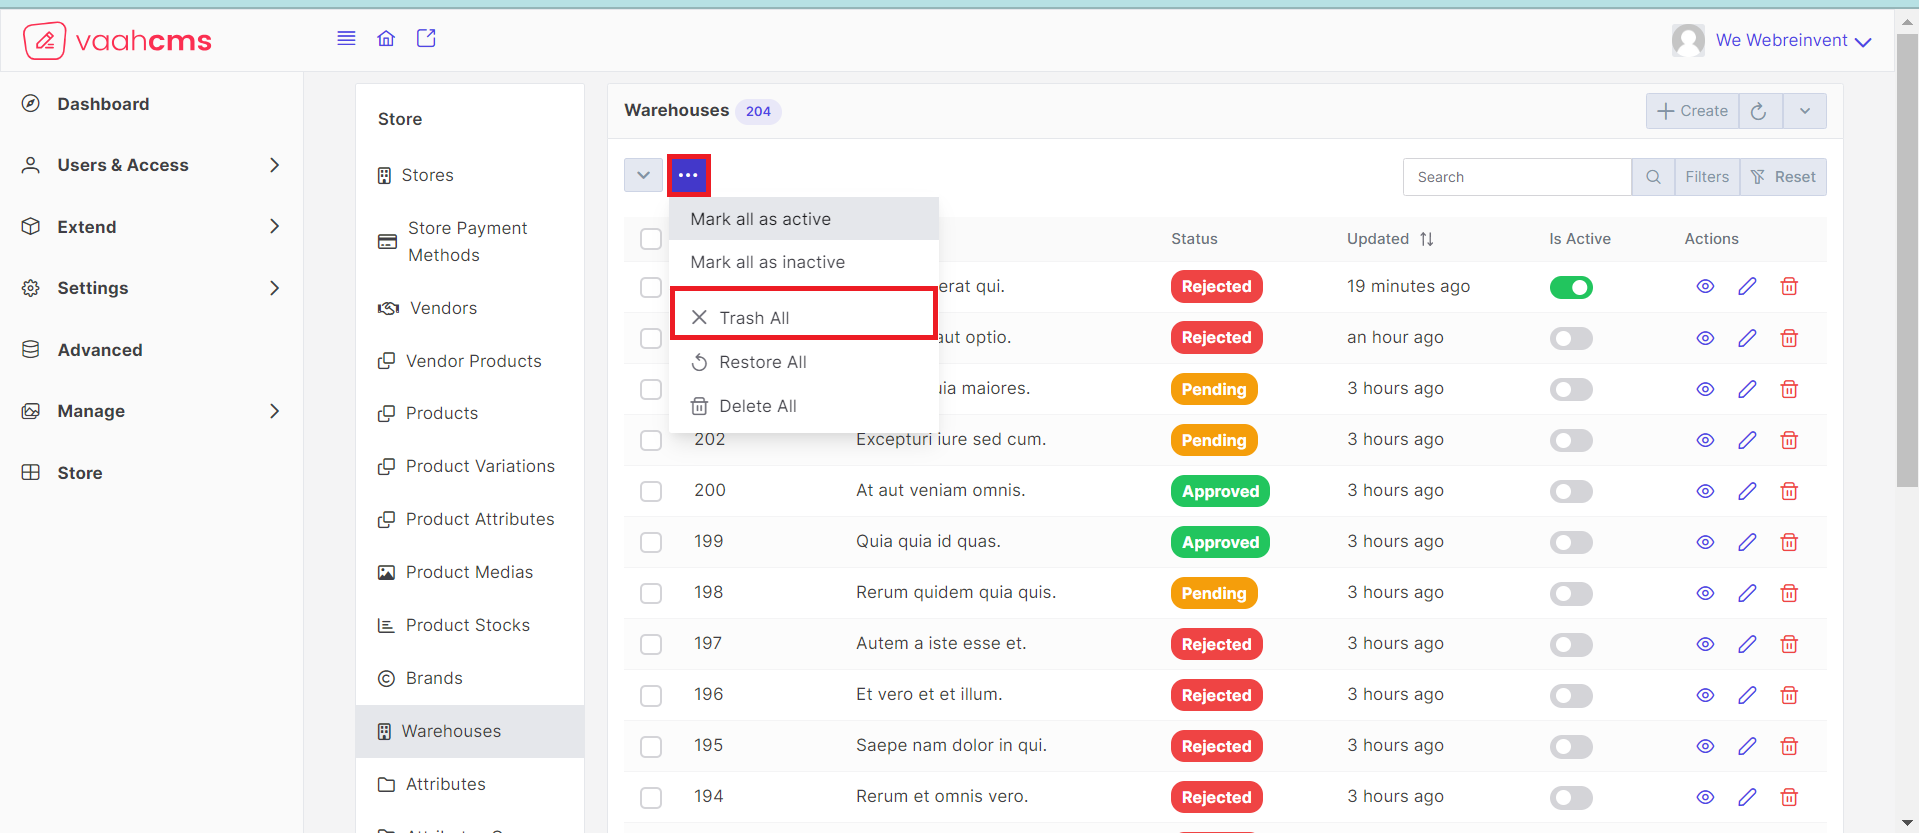 vaahcms
We Webreinvent
Dashboard
Users & Access
Extend
Settings
Advanced
Manage
Store
Store
Stores
Store Payment
Methods
Vendors
Vendor Products
Products
Product Variations
Product Attributes
Product Medias
Product Stocks
Brands
Warehouses
Attributes
Warehouses 204
Create
Search
Filters
Reset
Mark all as active
Mark all as inactive
Trash All
Restore All
Delete All
Status Updated Is Active Actions
erat qui. Rejected 19 minutes ago
aut optio. Rejected an hour ago
uia maiores. Pending 3 hours ago
202 Excepturi iure sed cum. Pending 3 hours ago
200 At aut veniam omnis. Approved 3 hours ago
199 Quia quia id quas. Approved 3 hours ago
198 Rerum quidem quia quis. Pending 3 hours ago
197 Autem a iste esse et. Rejected 3 hours ago
196 Et vero et et illum. Rejected 3 hours ago
195 Saepe nam dolor in qui. Rejected 3 hours ago
194 Rerum et omnis vero. Rejected 3 hours ago